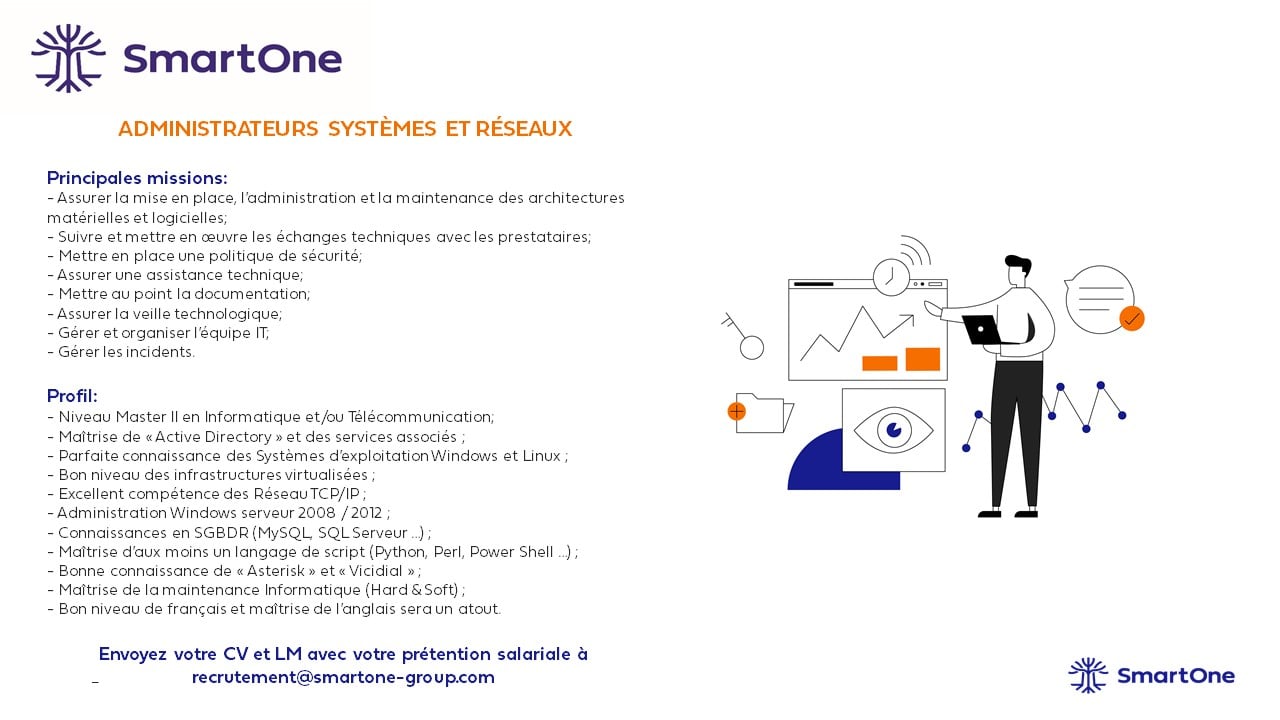 SmartOne
ADMINISTRATEURS SYSTÈMES ET RÉSEAUX
Principales missions:
- Assurer la mise en place, l'administration et la maintenance des architectures
matérielles et logicielles;
- Suivre et mettre en œuvre les échanges techniques avec les prestataires;
- Mettre en place une politique de sécurité;
- Assurer une assistance technique;
- Mettre au point la documentation;
- Assurer la veille technologique;
- Gérer et organiser l'équipe IT;
- Gérer les incidents.
Profil:
- Niveau Master II en Informatique et/ou Télécommunication;
- Maîtrise de « Active Directory » et des services associés ;
- Parfaite connaissance des Systèmes d'exploitation Windows et Linux ;
- Bon niveau des infrastructures virtualisées ;
- Excellent compétence des Réseau TCP/IP ;
- Administration Windows serveur 2008 / 2012 ;
- Connaissances en SGBDR (MySQL, SQL Serveur ...) ;
- Maîtrise d'aux moins un langage de script (Python, Perl, Power Shell ...) ;
- Bonne connaissance de « Asterisk » et « Vicidial » ;
- Maîtrise de la maintenance Informatique (Hard & Soft) ;
- Bon niveau de français et maîtrise de l'anglais sera un atout.
Envoyez votre CV et LM avec votre prétention salariale à
recrutement@smartone-group.com
SmartOne